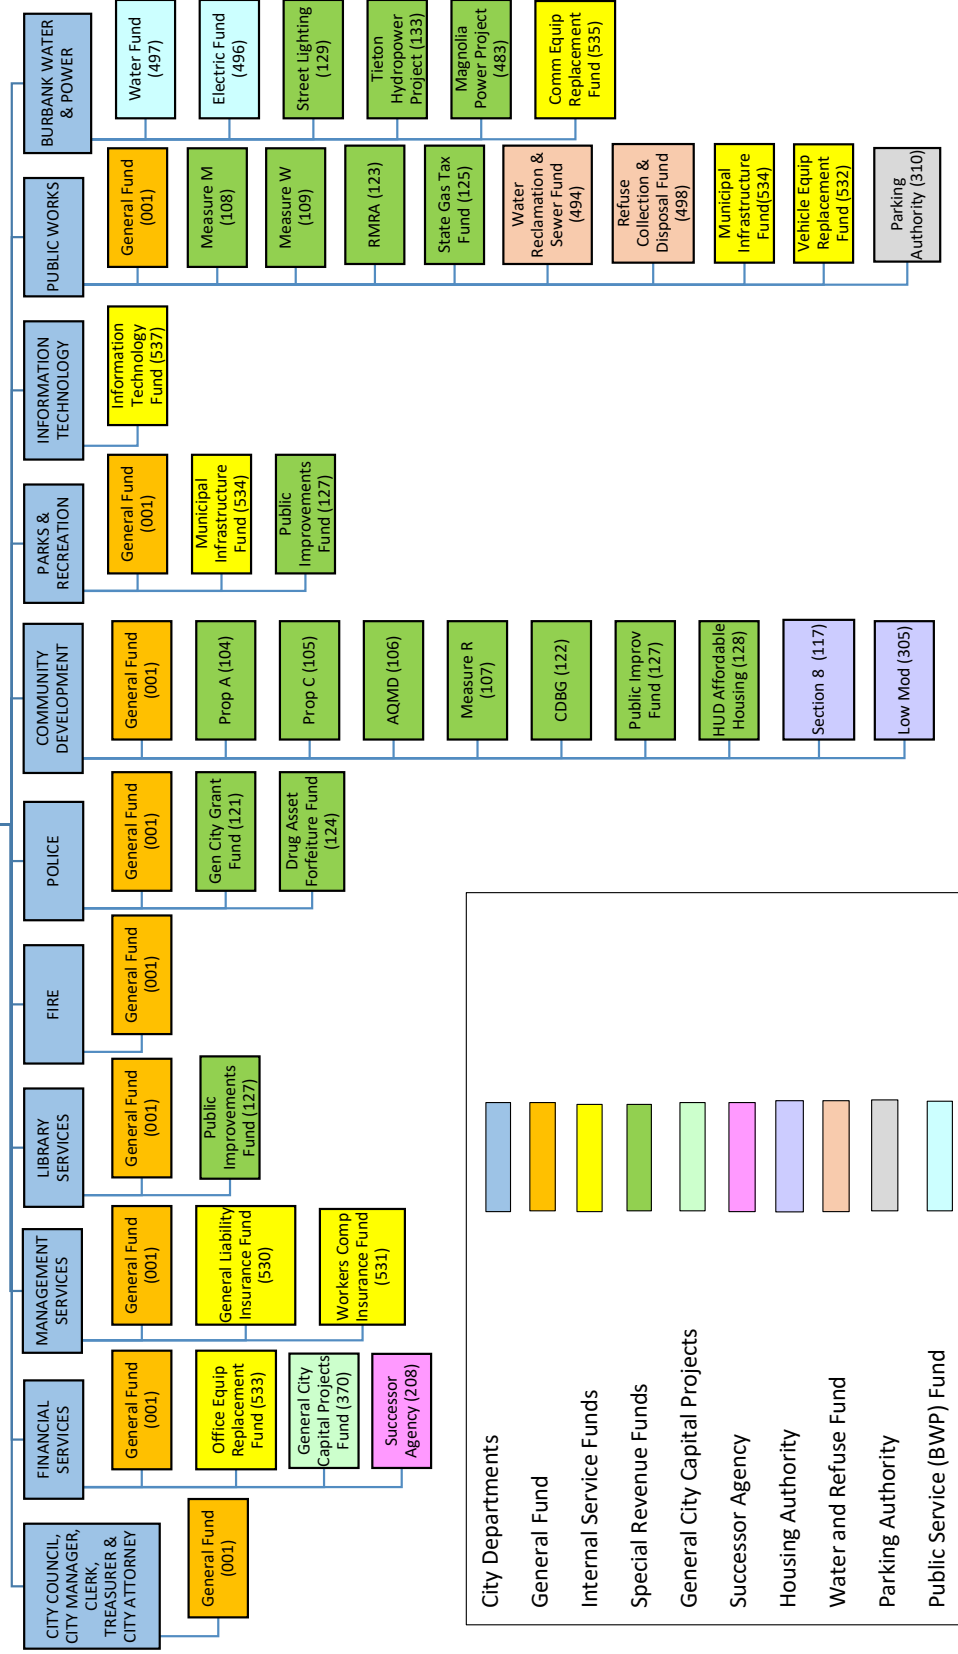 CITY COUNCIL,
CITY MANAGER,
CLERK,
TREASURER &
CITY ATTORNEY
General Fund
(001)
FINANCIAL
SERVICES
General Fund
(001)
Office Equip
Replacement
Fund (533)
General City
Capital Projects
Fund (370)
Successor
Agency (208)
MANAGEMENT
SERVICES
General Fund
(001)
General Liability
Insurance Fund
(530)
Workers Comp
Insurance Fund
(531)
LIBRARY
SERVICES
General Fund
(001)
Public
Improvements
Fund (127)
FIRE
General Fund
(001)
POLICE
General Fund
(001)
Gen City Grant
Fund (121)
Drug Asset
Forfeiture Fund
(124)
COMMUNITY
DEVELOPMENT
General Fund
(001)
Prop A (104)
Prop C (105)
AQMD (106)
Measure R
(107)
CDBG (122)
Public Improv
Fund (127)
HUD Affordable
Housing (128)
Section 8 (117)
Low Mod (305)
PARKS &
RECREATION
General Fund
(001)
Municipal
Infrastructure
Fund (534)
Public
Improvements
Fund (127)
INFORMATION
TECHNOLOGY
Information
Technology
Fund (537)
PUBLIC WORKS
General Fund
(001)
Measure M
(108)
Measure W
(109)
RMRA (123)
State Gas Tax
Fund (125)
Water
Reclamation &
Sewer Fund
(494)
Refuse
Collection &
Disposal Fund
(498)
Municipal
Infrastructure
Fund(534)
Vehicle Equip
Replacement
Fund (532)
Parking
Authority (310)
BURBANK WATER
& POWER
Water Fund
(497)
Electric Fund
(496)
Street Lighting
(129)
Tieton
Hydropower
Project (133)
Magnolia
Power Project
(483)
Comm Equip
Replacement
Fund (535)
City Departments
General Fund
Internal Service Funds
Special Revenue Funds
General City Capital Projects
Successor Agency
Housing Authority
Water and Refuse Fund
Parking Authority
Public Service (BWP) Fund